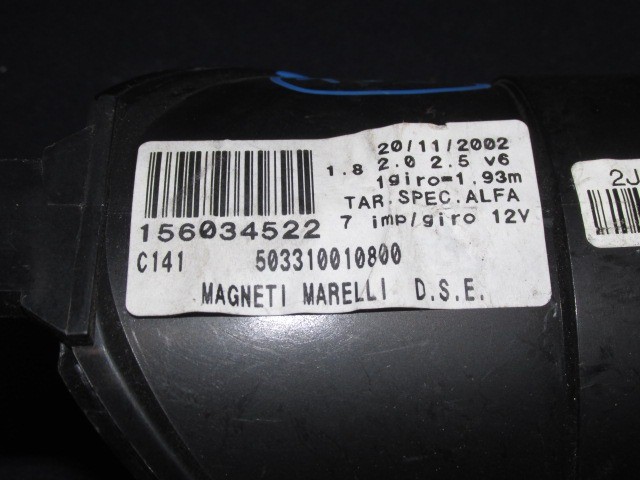 20/11/2002
1.8 2.0 2.5 v6
1giro=1.93m
TAR.SPEC.ALFA
7 imp/giro 12V
156034522
C141 503310010800
MAGNETI MARELLI D.S.E.
2J